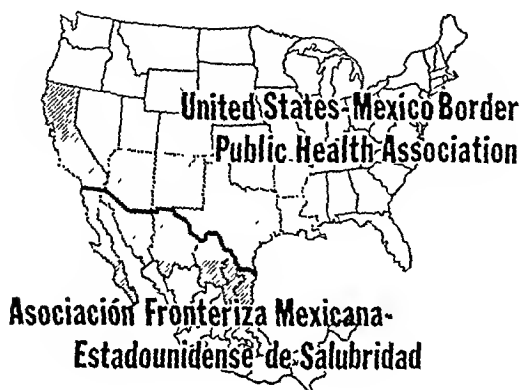 United States-Mexico Border
Public Health Association
Asociación Fronteriza Mexicana-
Estadounidense de Salubridad